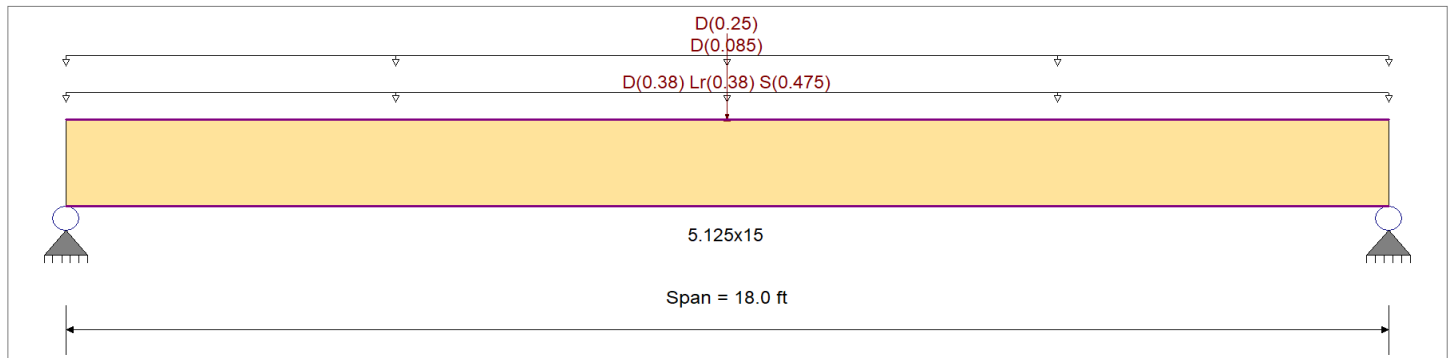 D(0.25)
D(0.085)
D(0.38) Lr(0.38) S(0.475)
5.125x15
Span = 18.0 ft